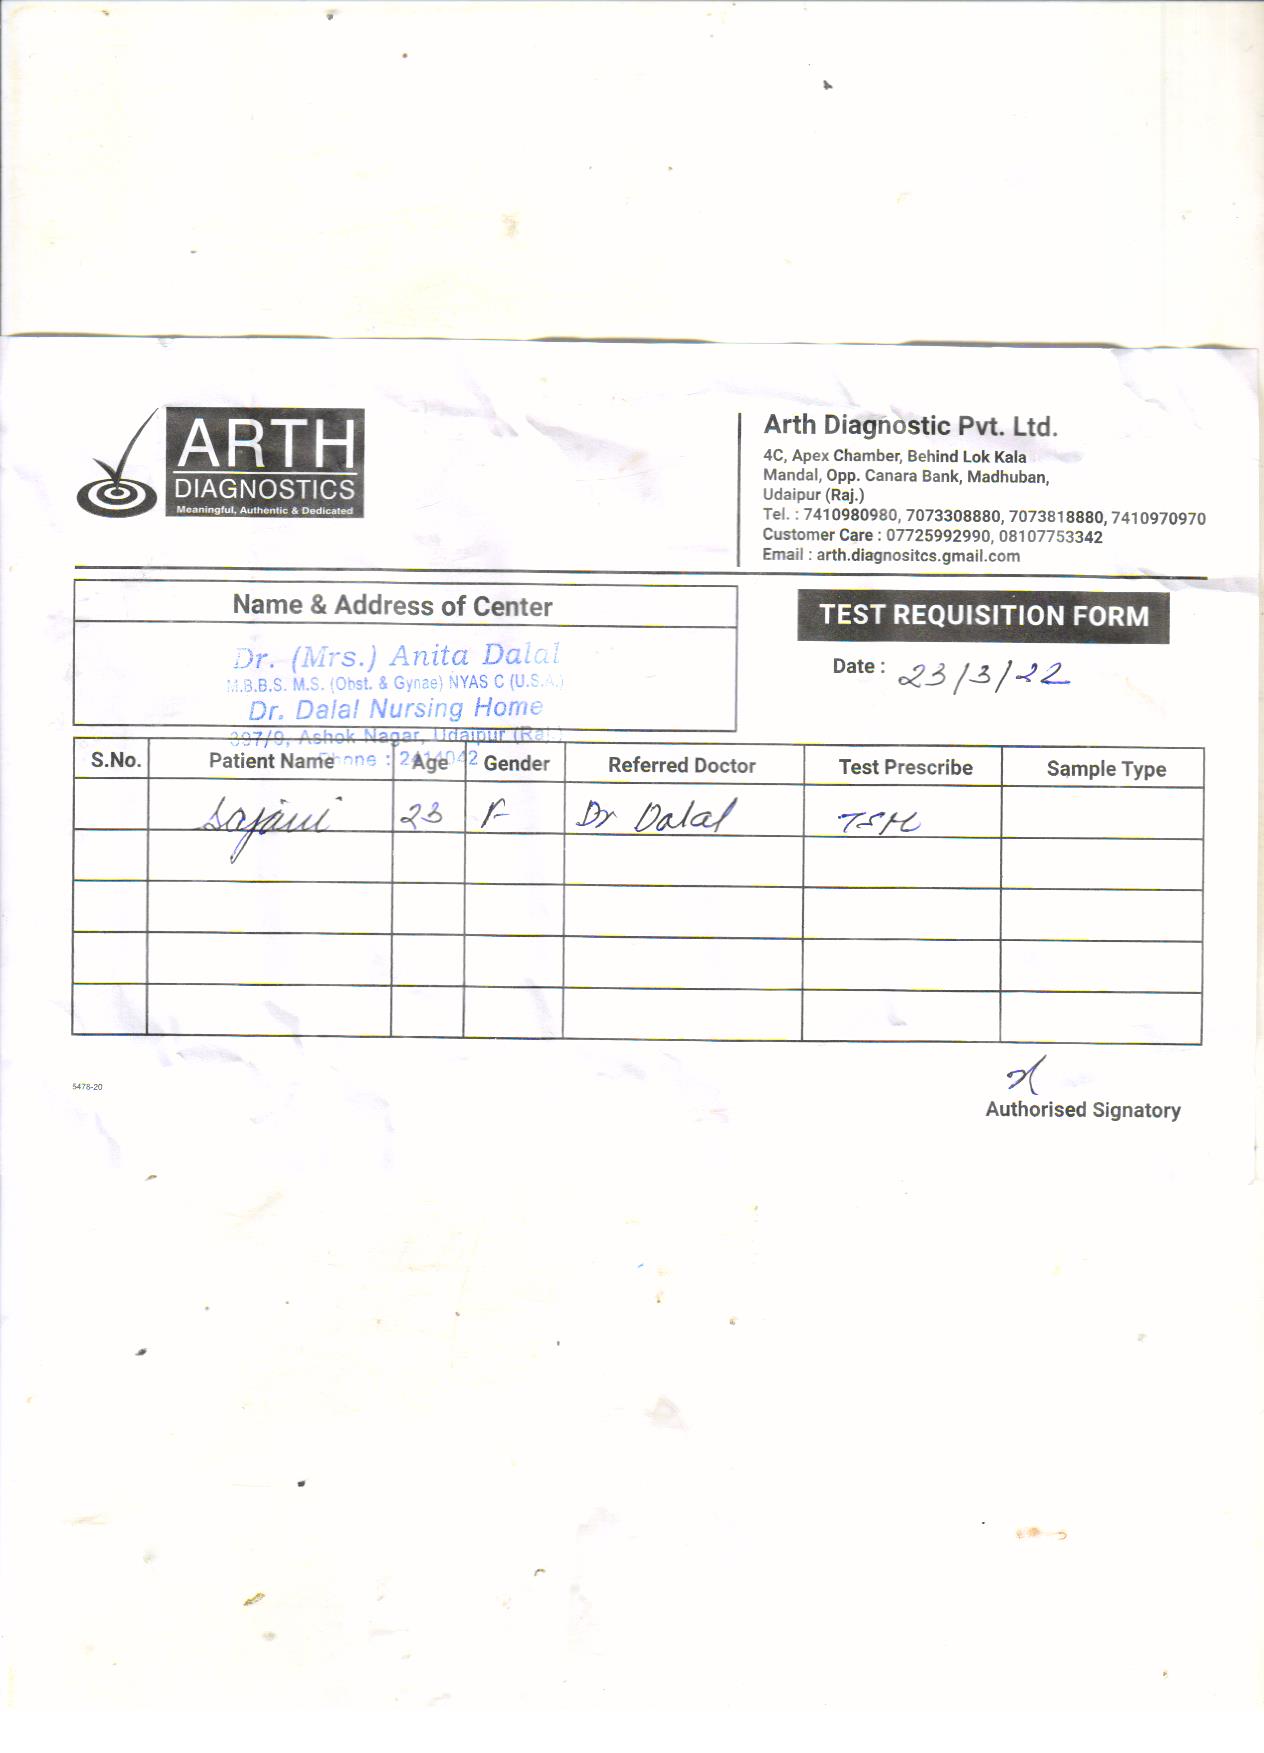 ARTH
DIAGNOSTICS
Meaningful, Authentic & Dedicated
Arth Diagnostic Pvt. Ltd.
4C, Apex Chamber, Behind Lok Kala
Mandal, Opp. Canara Bank, Madhuban,
Udaipur (Raj.)
Tel. : 7410980980, 7073308880, 7073818880, 7410970970
Customer Care : 07725992990, 08107753342
Email : arth.diagnositcs.gmail.com
Name & Address of Center
Dr. (Mrs.) Anita Dalal
M.B.B.S. M.S. (Obst. & Gynae) NYAS C (U.S.A.)
Dr. Dalal Nursing Home
Ashok Nagar, Udaipur (Raj.)
Phone :
TEST REQUISITION FORM
Date : 23/3/22
S.No. Patient Name Age Gender Referred Doctor Test Prescribe Sample Type
Sajani 23 F Dr Dalal TSH
5478-20
Authorised Signatory